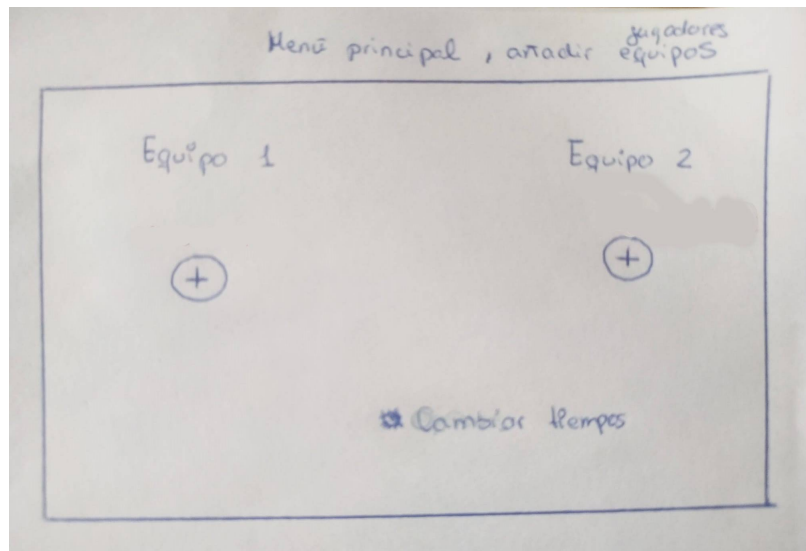 jugadores
Menú principal, añadir equipos
Equipo 1
Equipo 2
+
+
Cambiar tiempos